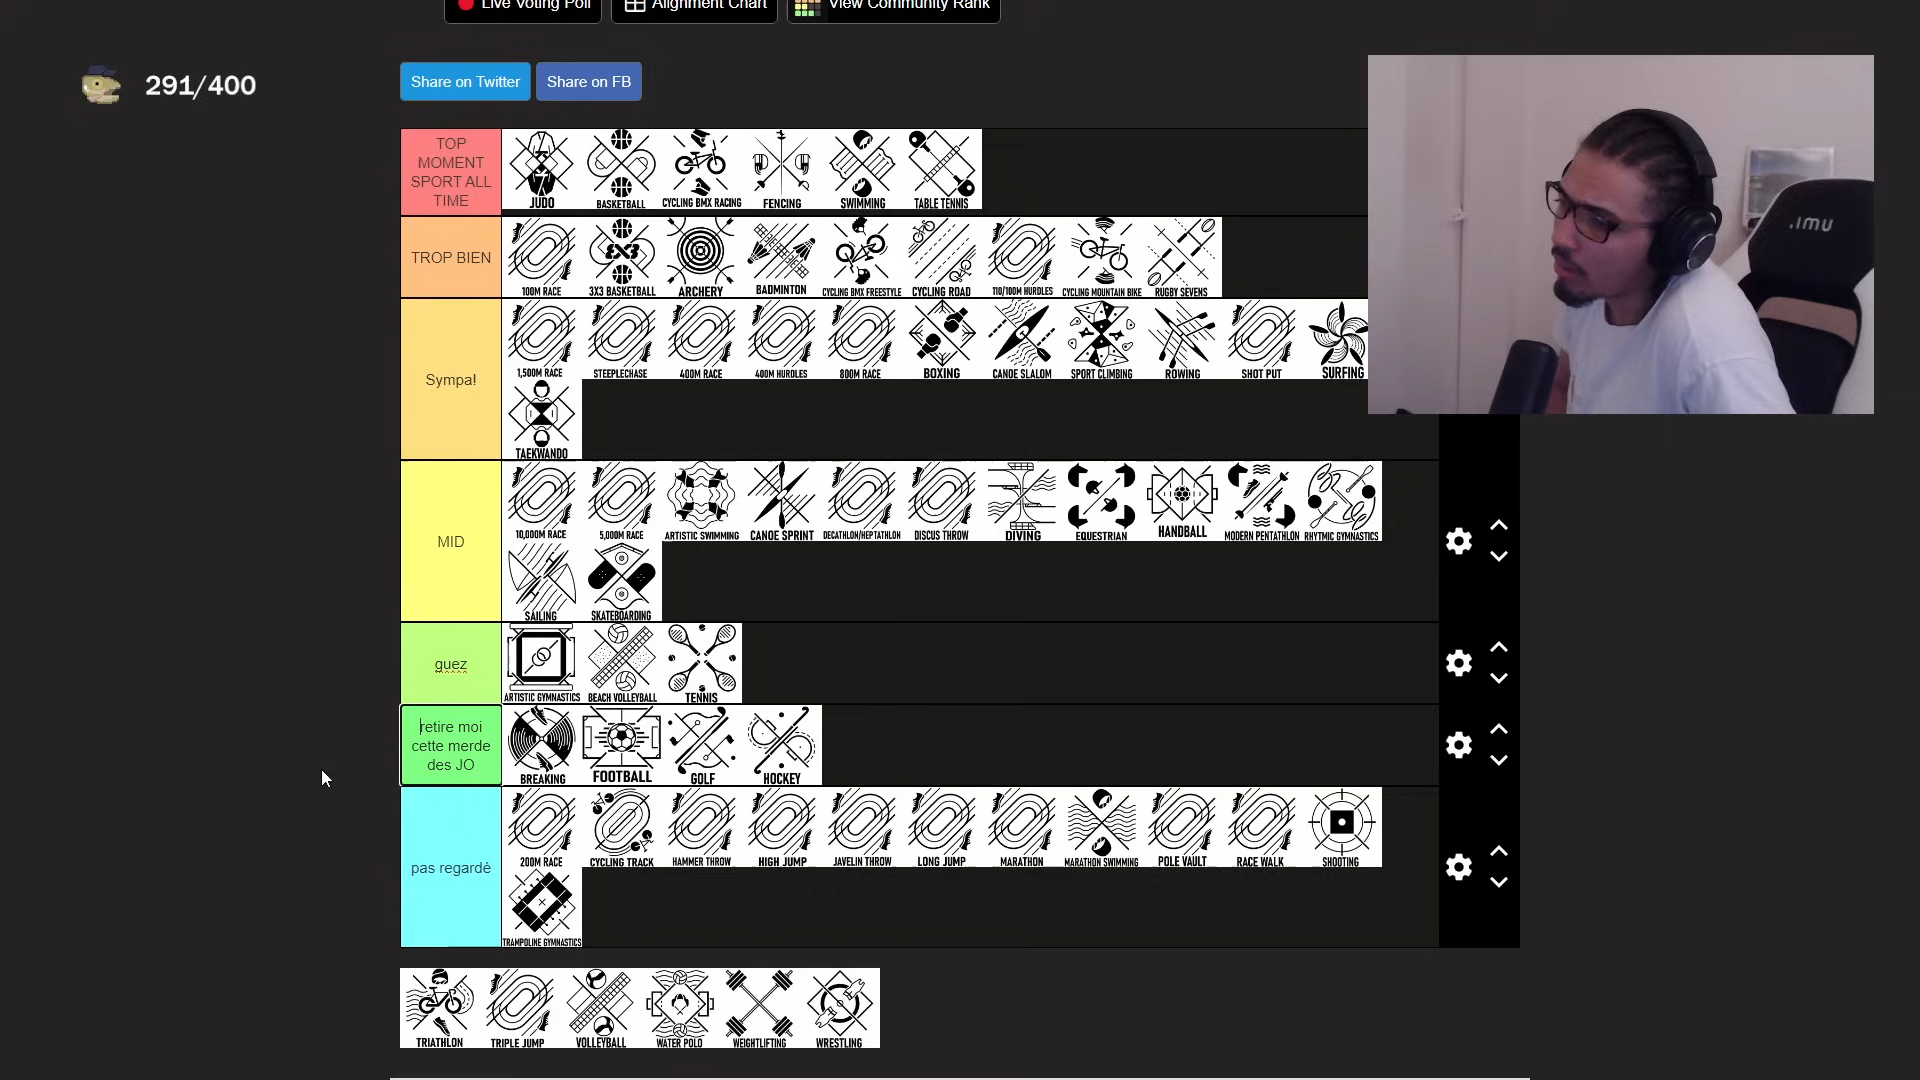 Live Voting Poll
Alignment Chart
View Community Rank
291/400
Share on Twitter
Share on FB
TOP
MOMENT
SPORT ALL
TIME
JUDO
BASKETBALL
CYCLING BMX RACING
FENCING
SWIMMING
TABLE TENNIS
TROP BIEN
100M RACE
3X3
3X3 BASKETBALL
ARCHERY
BADMINTON
CYCLING BMX FREESTYLE
CYCLING ROAD
110/100M HURDLES
CYCLING MOUNTAIN BIKE
RUGBY SEVENS
Sympa!
1,500M RACE
STEEPLECHASE
400M RACE
400M HURDLES
800M RACE
BOXING
CANOE SLALOM
SPORT CLIMBING
ROWING
SHOT PUT
SURFING
TAEKWANDO
MID
10,000M RACE
5,000M RACE
ARTISTIC SWIMMING
CANOE SPRINT
DECATHLON/HEPTATHLON
DISCUS THROW
DIVING
EQUESTRIAN
HANDBALL
MODERN PENTATHLON
RHYTMIC GYMNASTICS
SAILING
SKATEBOARDING
guez
ARTISTIC GYMNASTICS
BEACH VOLLEYBALL
TENNIS
retire moi
cette merde
des JO
BREAKING
FOOTBALL
GOLF
HOCKEY
pas regardé
200M RACE
CYCLING TRACK
HAMMER THROW
HIGH JUMP
JAVELIN THROW
LONG JUMP
MARATHON
MARATHON SWIMMING
POLE VAULT
RACE WALK
SHOOTING
TRAMPOLINE GYMNASTICS
TRIATHLON
TRIPLE JUMP
VOLLEYBALL
WATER POLO
WEIGHTLIFTING
WRESTLING